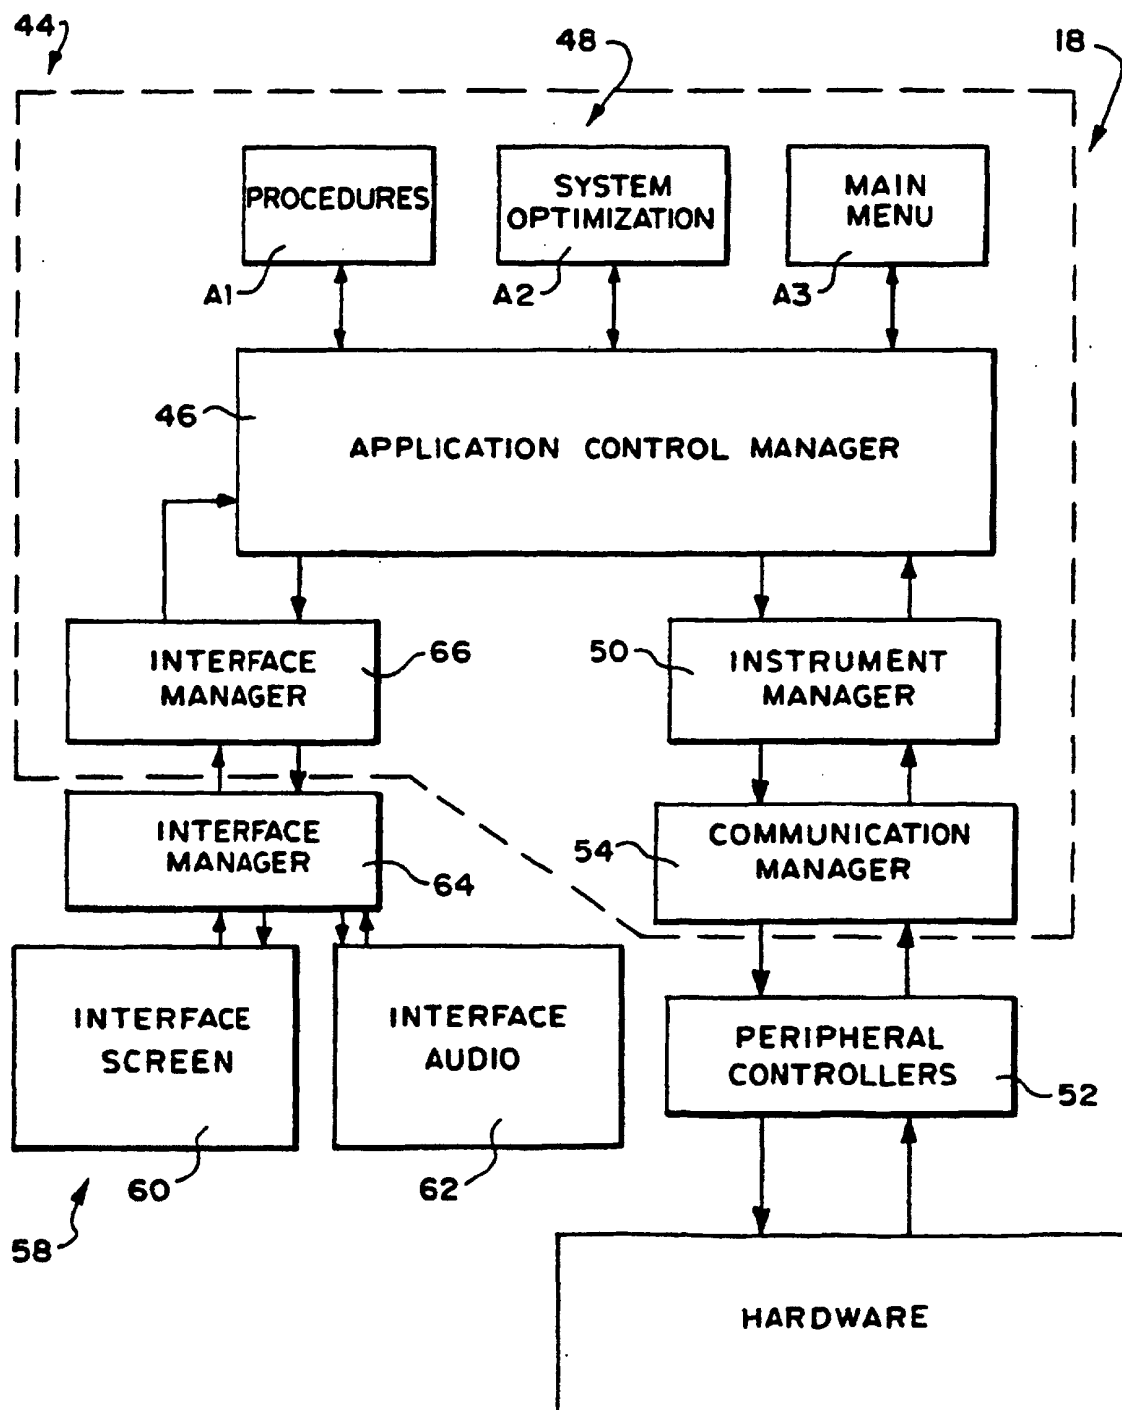 44
48
18
PROCEDURES
SYSTEM
OPTIMIZATION
MAIN
MENU
A1
A2
A3
46
APPLICATION CONTROL MANAGER
INTERFACE
MANAGER
66
50
INSTRUMENT
MANAGER
INTERFACE
MANAGER
64
54
COMMUNICATION
MANAGER
INTERFACE
SCREEN
INTERFACE
AUDIO
PERIPHERAL
CONTROLLERS
52
60
62
58
HARDWARE